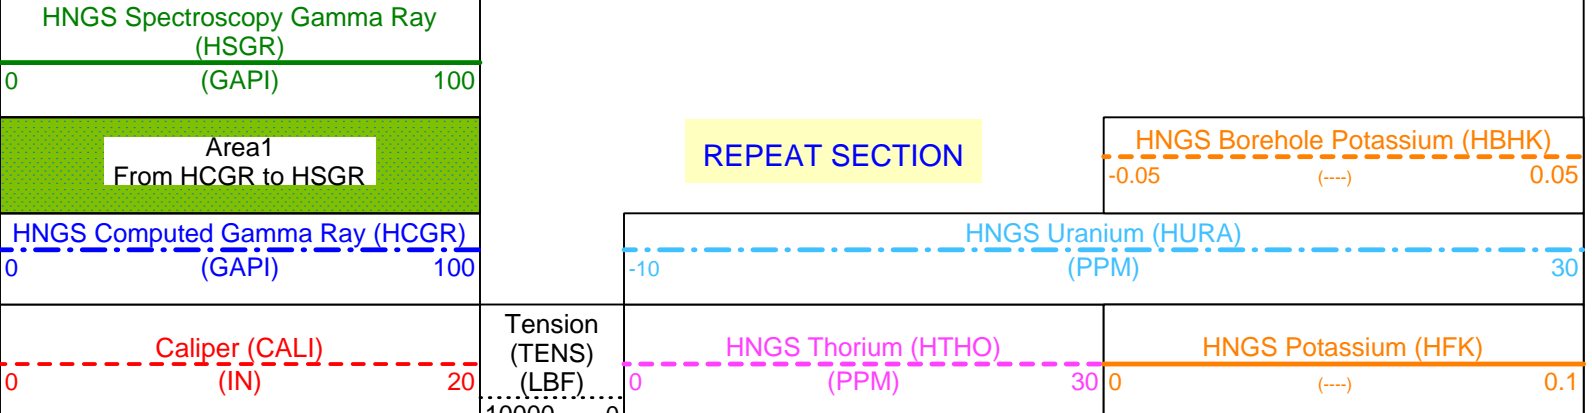 HNGS Spectroscopy Gamma Ray
(HSGR)
0 (GAPI) 100
Area1
From HCGR to HSGR
REPEAT SECTION
HNGS Borehole Potassium (HBHK)
-0.05 (----) 0.05
HNGS Computed Gamma Ray (HCGR)
0 (GAPI) 100
HNGS Uranium (HURA)
-10 (PPM) 30
Caliper (CALI)
0 (IN) 20
Tension
(TENS)
(LBF)
10000 0
HNGS Thorium (HTHO)
0 (PPM) 30
HNGS Potassium (HFK)
0 (----) 0.1